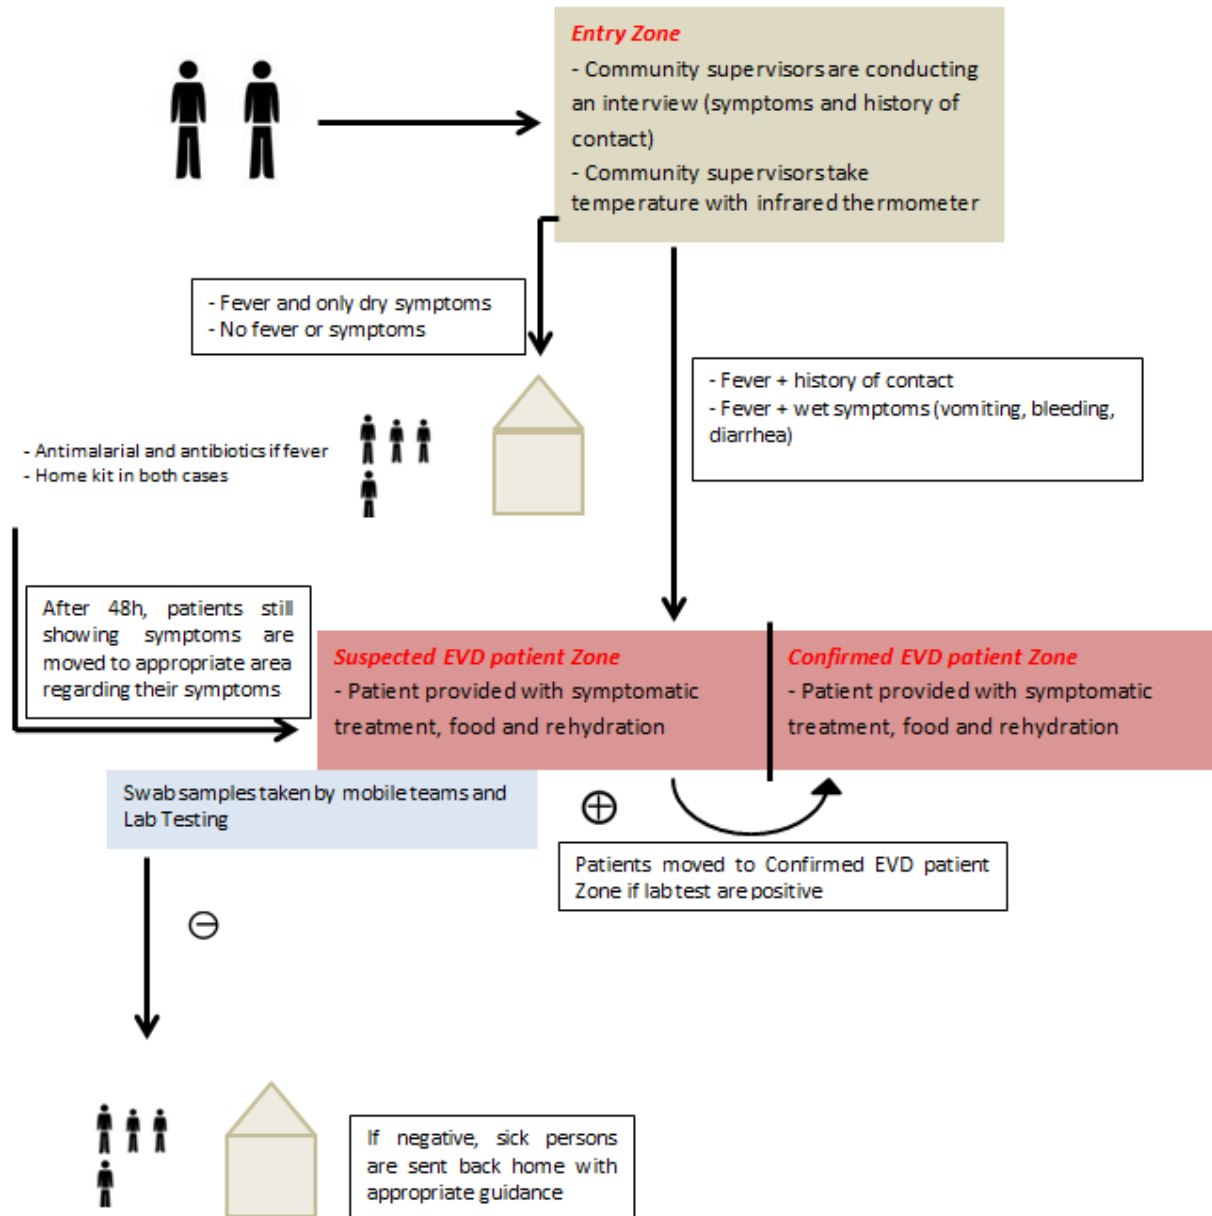 Entry Zone
- Community supervisors are conducting
an interview (symptoms and history of
contact)
- Community supervisors take
temperature with infrared thermometer
- Fever and only dry symptoms
- No fever or symptoms
- Fever + history of contact
- Fever + wet symptoms (vomiting, bleeding,
diarrhea)
- Antimalarial and antibiotics if fever
- Home kit in both cases
After 48h, patients still
showing symptoms are
moved to appropriate area
regarding their symptoms
Suspected EVD patient Zone
- Patient provided with symptomatic
treatment, food and rehydration
Confirmed EVD patient Zone
- Patient provided with symptomatic
treatment, food and rehydration
Swab samples taken by mobile teams and
Lab Testing
Patients moved to Confirmed EVD patient
Zone if lab test are positive
If negative, sick persons
are sent back home with
appropriate guidance